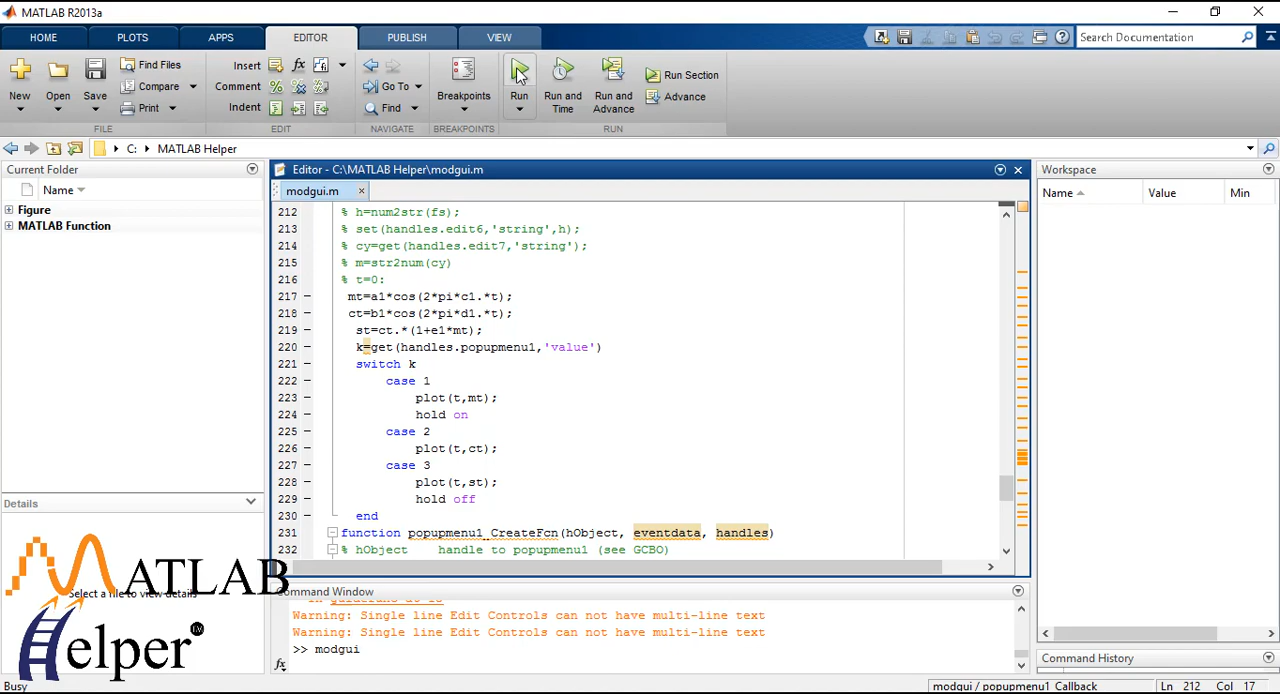 MATLAB R2013a
HOME PLOTS APPS EDITOR PUBLISH VIEW Search Documentation
New Open Save Find Files Compare Print
Insert Comment Indent
Go To Find
Breakpoints Run Run and Time Run and Advance Run Section Advance
FILE EDIT NAVIGATE BREAKPOINTS RUN
C: MATLAB Helper
Current Folder
Name
Figure
MATLAB Function
Details
Select a file to view details
MATLAB
Helper
Busy
Editor - C:\MATLAB Helper\modgui.m
modgui.m
212 % h=num2str(fs);
213 % set(handles.edit6,'string',h);
214 % cy=get(handles.edit7,'string');
215 % m=str2num(cy)
216 % t=0:
217 mt=a1*cos(2*pi*c1.*t);
218 ct=b1*cos(2*pi*d1.*t);
219 st=ct.*(1+e1*mt);
220 k=get(handles.popupmenu1,'value')
221 switch k
222 case 1
223 plot(t,mt);
224 hold on
225 case 2
226 plot(t,ct);
227 case 3
228 plot(t,st);
229 hold off
230 end
231 function popupmenu1_CreateFcn(hObject, eventdata, handles)
232 % hObject handle to popupmenu1 (see GCBO)
Command Window
Warning: Single line Edit Controls can not have multi-line text
Warning: Single line Edit Controls can not have multi-line text
>> modgui
fx
Workspace
Name Value Min
Command History
modgui / popupmenu1_Callback Ln 212 Col 17